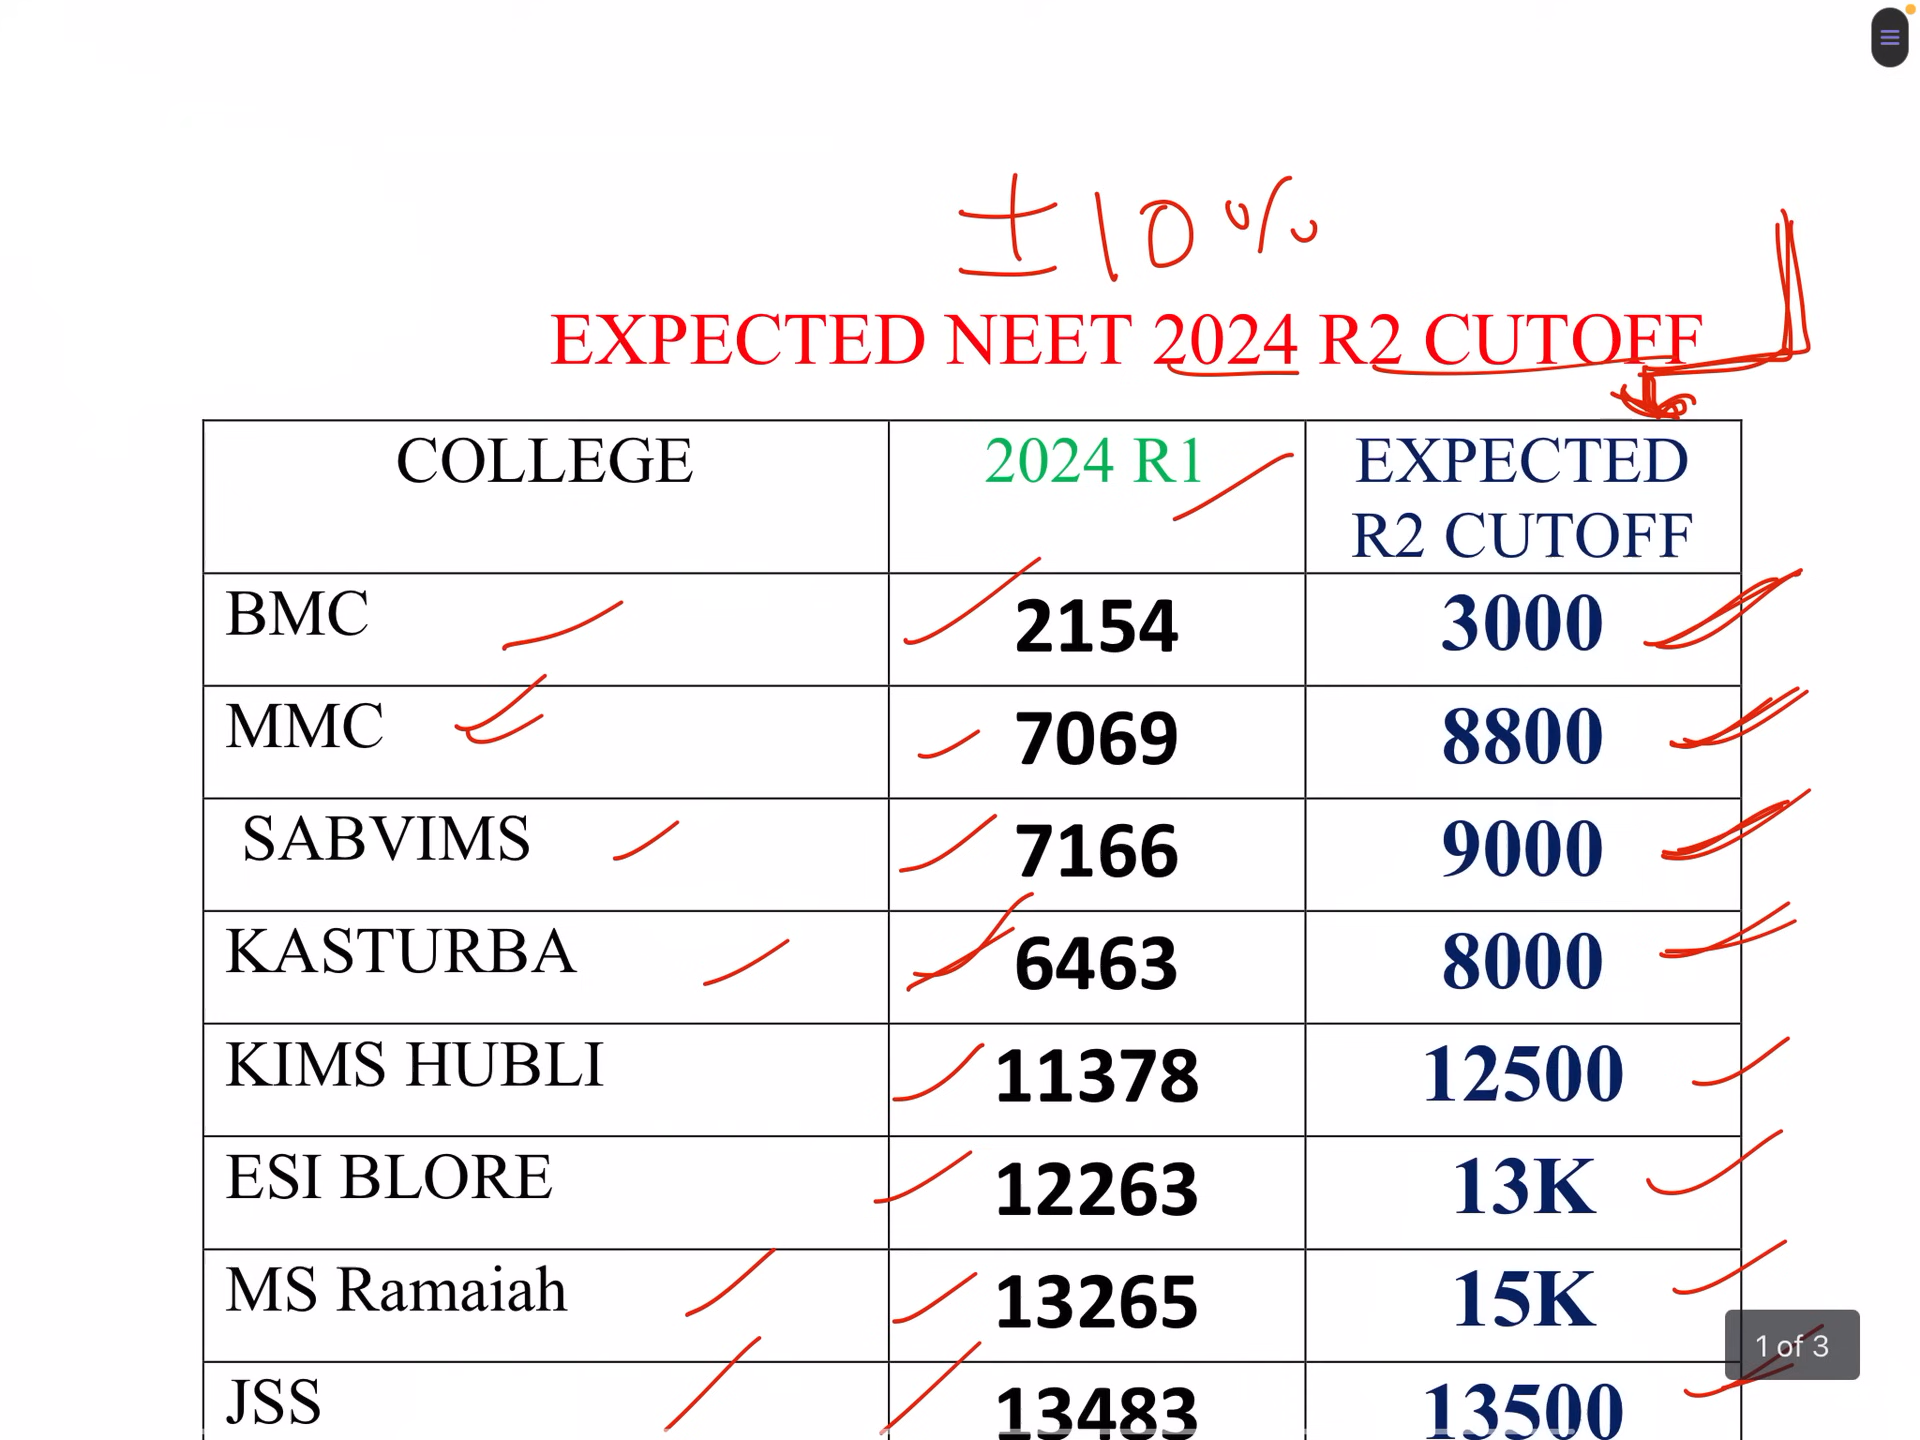 ±10%
EXPECTED NEET 2024 R2 CUTOFF
COLLEGE 2024 R1 EXPECTED
R2 CUTOFF
BMC 2154 3000
MMC 7069 8800
SABVIMS 7166 9000
KASTURBA 6463 8000
KIMS HUBLI 11378 12500
ESI BLORE 12263 13K
MS Ramaiah 13265 15K
1 of 3
JSS 13483 13500